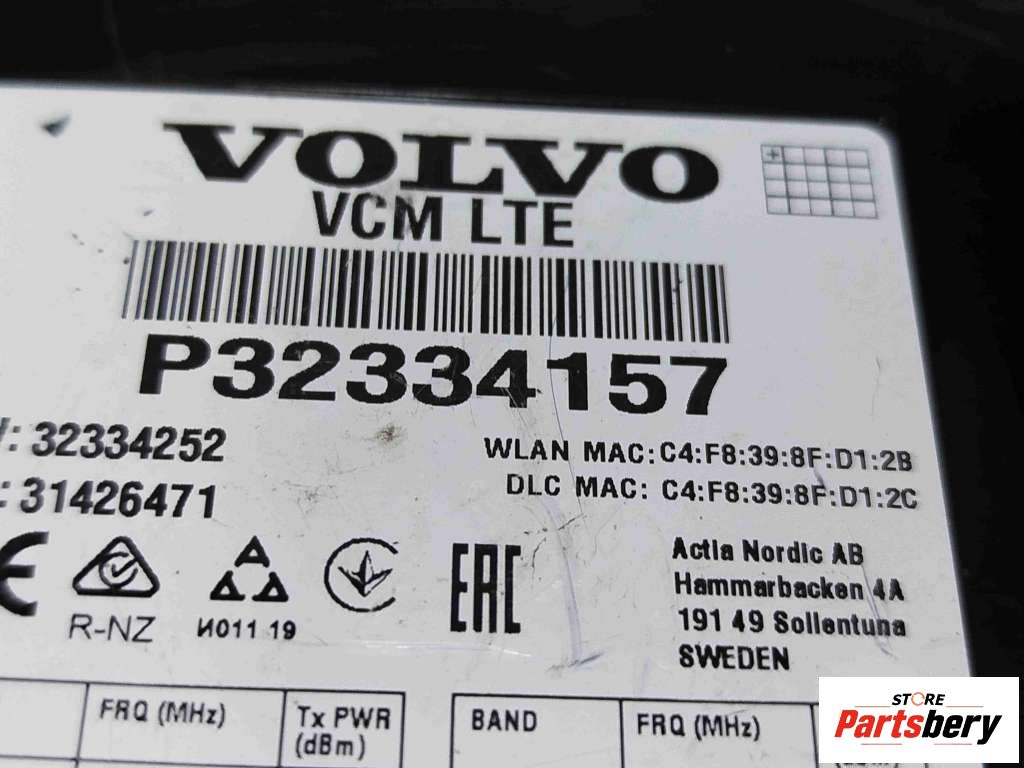 VOLVO
VCM LTE
P32334157
: 32334252
: 31426471
WLAN MAC:C4:F8:39:8F:D1:2B
DLC MAC: C4:F8:39:8F:D1:2C
CE
R-NZ
И011 19
EAC
Actia Nordic AB
Hammarbacken 4A
191 49 Sollentuna
SWEDEN
FRQ (MHz)
Tx PWR
(dBm)
BAND
FRQ (MHz)
STORE
Partsbery